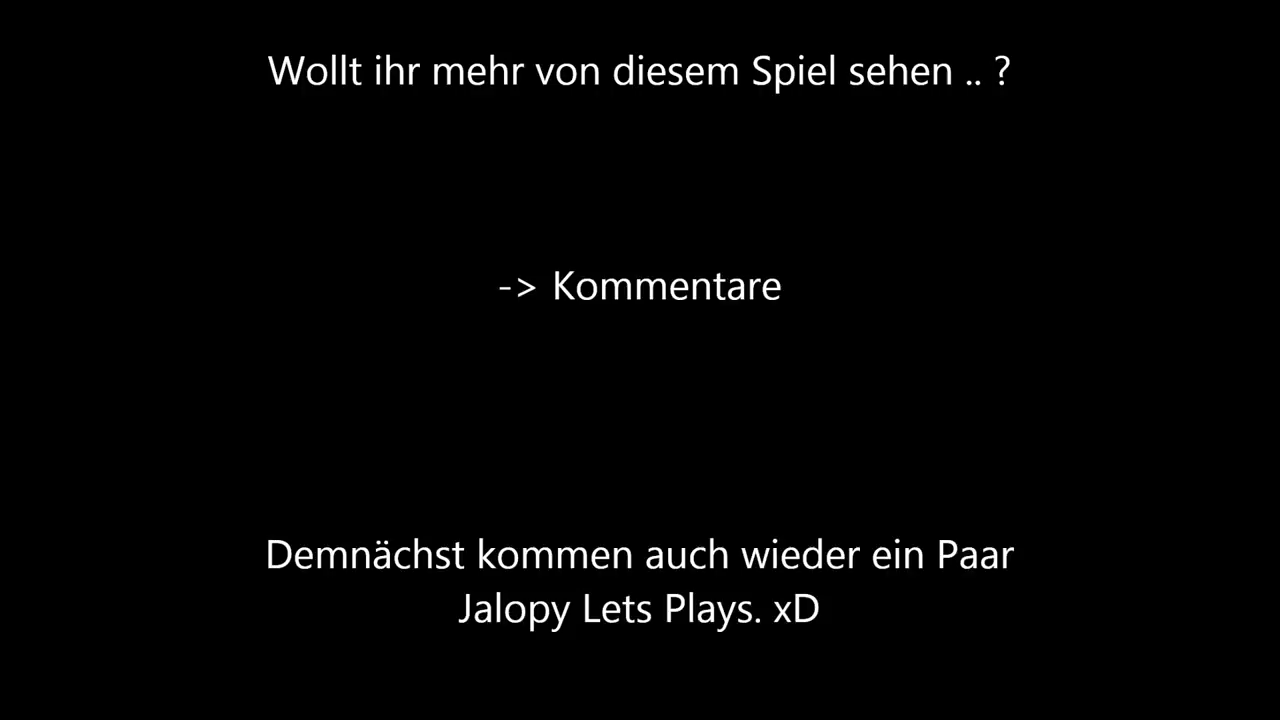 Wollt ihr mehr von diesem Spiel sehen .. ?
-> Kommentare
Demnächst kommen auch wieder ein Paar
Jalopy Lets Plays. xD